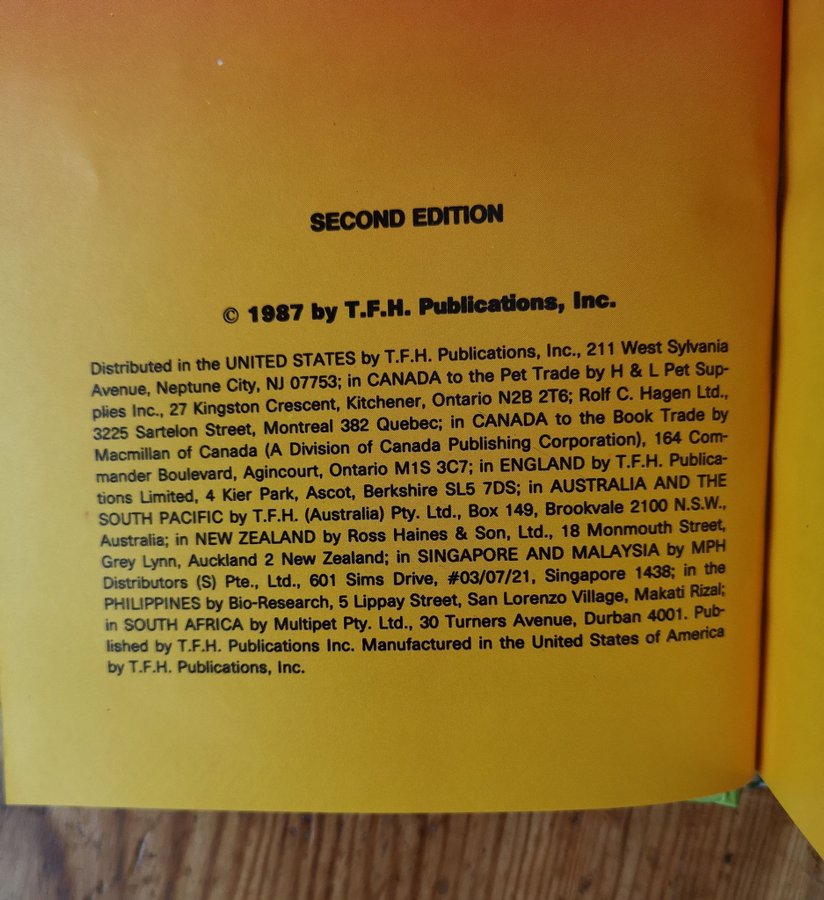 SECOND EDITION
© 1987 by T.F.H. Publications, Inc.
Distributed in the UNITED STATES by T.F.H. Publications, Inc., 211 West Sylvania
Avenue, Neptune City, NJ 07753; in CANADA to the Pet Trade by H & L Pet Sup-
plies Inc., 27 Kingston Crescent, Kitchener, Ontario N2B 2T6; Rolf C. Hagen Ltd.,
3225 Sartelon Street, Montreal 382 Quebec; in CANADA to the Book Trade by
Macmillan of Canada (A Division of Canada Publishing Corporation), 164 Com-
mander Boulevard, Agincourt, Ontario M1S 3C7; in ENGLAND by T.F.H. Publica-
tions Limited, 4 Kier Park, Ascot, Berkshire SL5 7DS; in AUSTRALIA AND THE
SOUTH PACIFIC by T.F.H. (Australia) Pty. Ltd., Box 149, Brookvale 2100 N.S.W.,
Australia; in NEW ZEALAND by Ross Haines & Son, Ltd., 18 Monmouth Street,
Grey Lynn, Auckland 2 New Zealand; in SINGAPORE AND MALAYSIA by MPH
Distributors (S) Pte., Ltd., 601 Sims Drive, #03/07/21, Singapore 1438; in the
PHILIPPINES by Bio-Research, 5 Lippay Street, San Lorenzo Village, Makati Rizal;
in SOUTH AFRICA by Multipet Pty. Ltd., 30 Turners Avenue, Durban 4001. Pub-
lished by T.F.H. Publications Inc. Manufactured in the United States of America
by T.F.H. Publications, Inc.